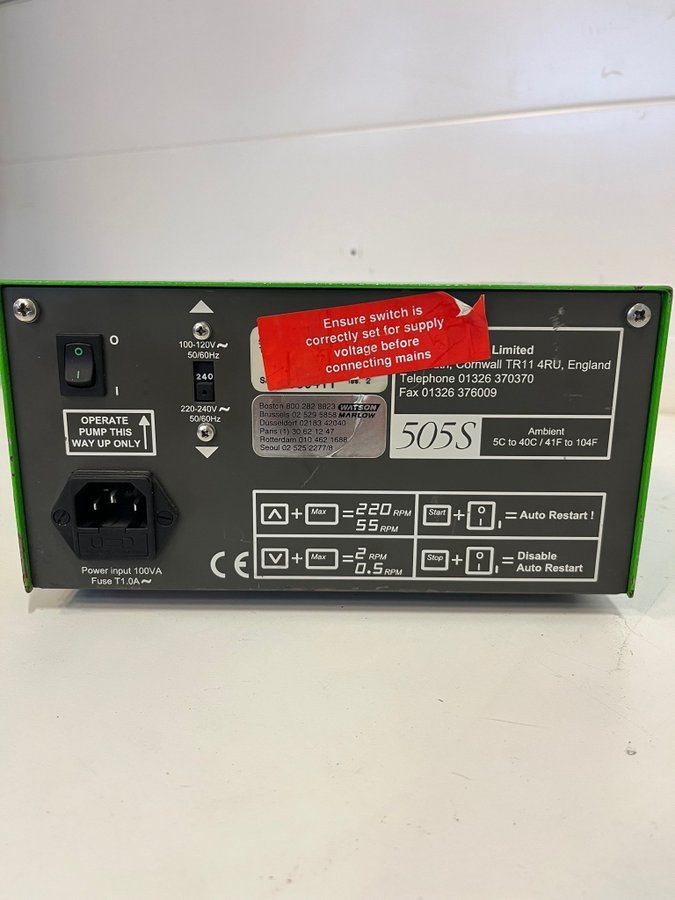 O
I
100-120V~
50/60Hz
240
220-240V~
50/60Hz
OPERATE
PUMP THIS
WAY UP ONLY
Power input 100VA
Fuse T1.0A~
Ensure switch is
correctly set for supply
voltage before
connecting mains
Iss. 2
Limited
Cornwall TR11 4RU, England
Telephone 01326 370370
Fax 01326 376009
Boston 800 282 8823 WATSON
Brussels 02 529 5858 MARLOW
Dusseldorf 02183 42040
Paris (1) 30 62 12 47
Rotterdam 010 462 1688
Seoul 02 525 2277/8
505S
Ambient
5C to 40C / 41F to 104F
CE
+ Max = 220 RPM
55 RPM
Start + O I = Auto Restart !
+ Max = 2 RPM
0.5 RPM
Stop + O I = Disable
Auto Restart